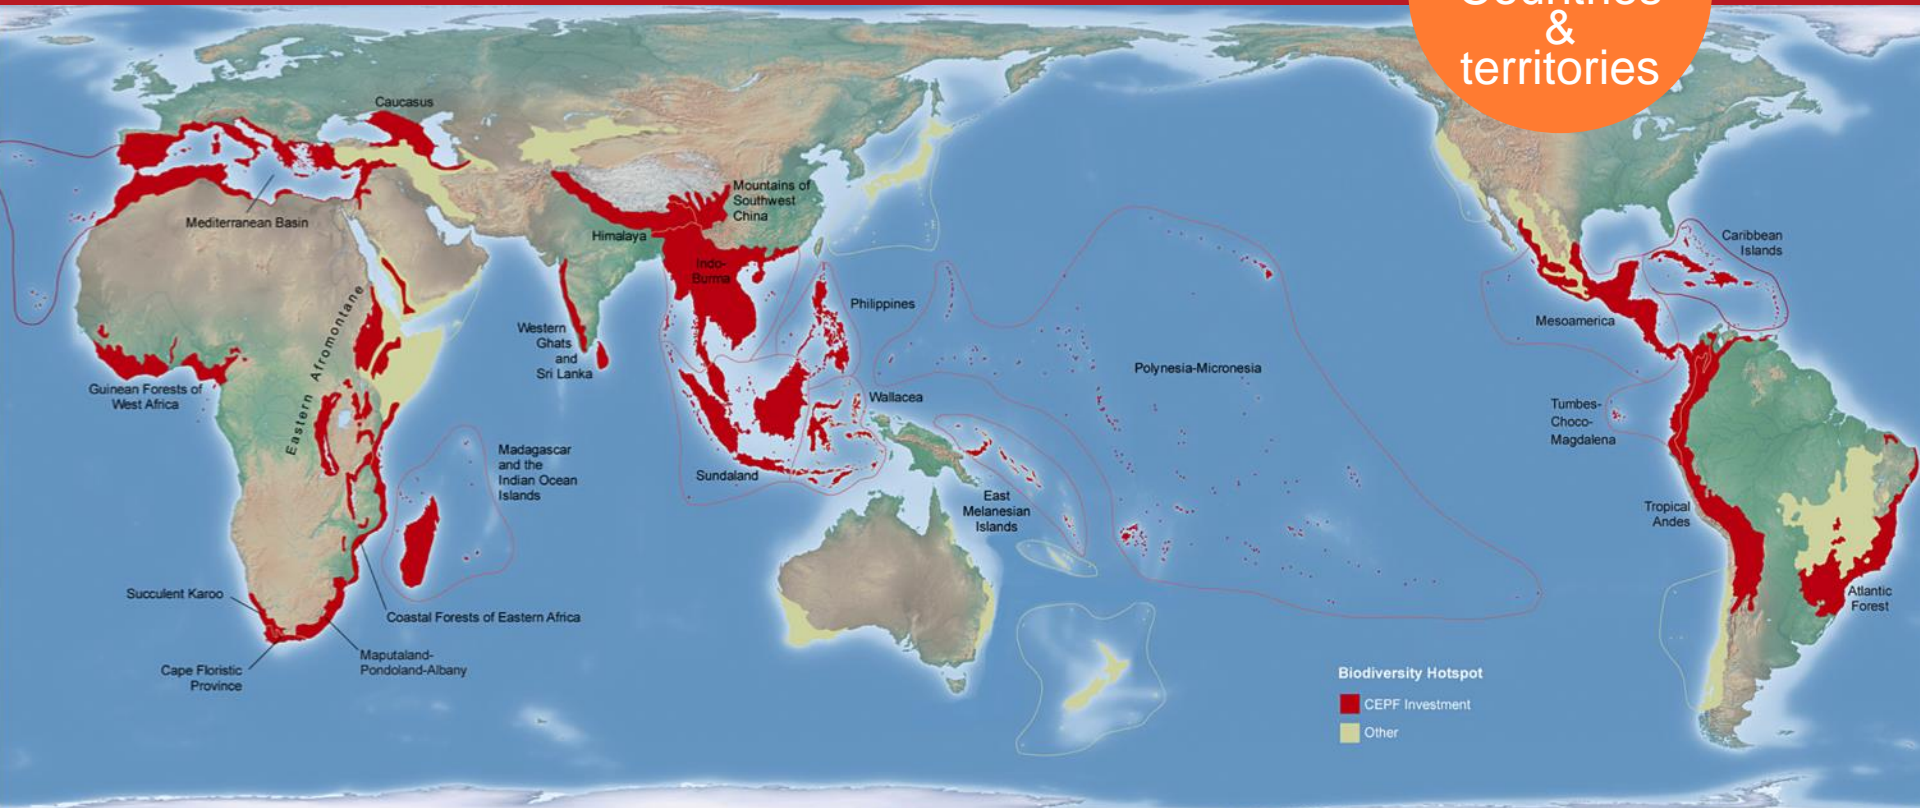 Countries
&
territories
Caucasus
Mediterranean Basin
Mountains of
Southwest
China
Himalaya
Indo-
Burma
Western
Ghats
and
Sri Lanka
Philippines
Eastern Afromontane
Guinean Forests of
West Africa
Wallacea
Sundaland
Madagascar
and the
Indian Ocean
Islands
East
Melanesian
Islands
Polynesia-Micronesia
Caribbean
Islands
Mesoamerica
Tumbes-
Choco-
Magdalena
Tropical
Andes
Atlantic
Forest
Succulent Karoo
Coastal Forests of Eastern Africa
Cape Floristic
Province
Maputaland-
Pondoland-Albany
Biodiversity Hotspot
CEPF Investment
Other